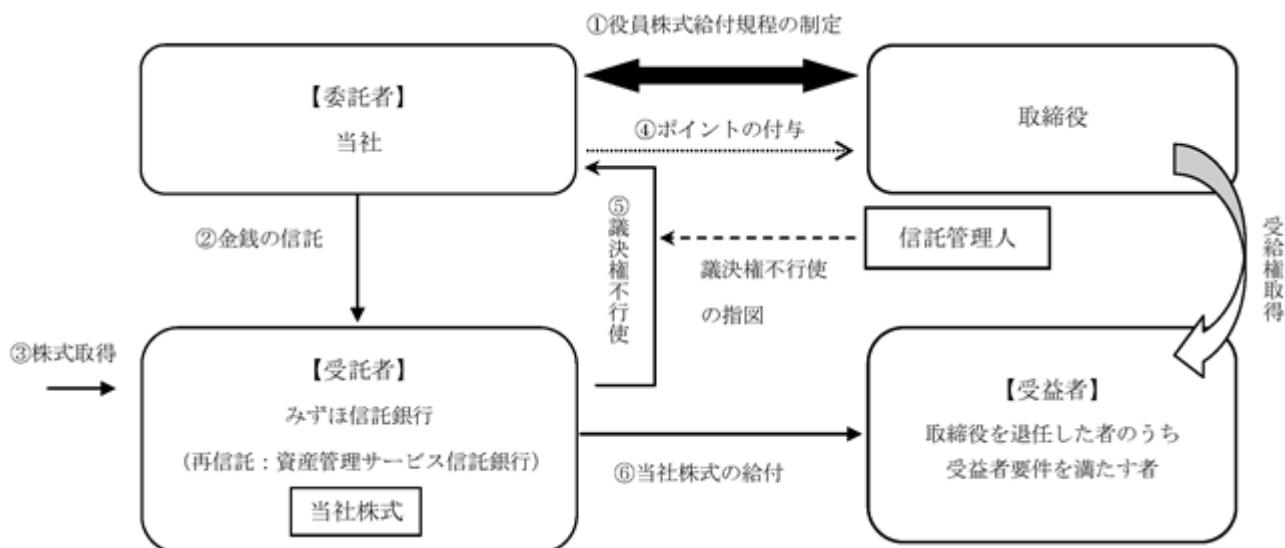 ①役員株式給付規程の制定
【委託者】
当社
取締役
④ポイントの付与
②金銭の信託
⑤議決権不行使
信託管理人
議決権不行使
の指図
受給権取得
③株式取得
【受託者】
みずほ信託銀行
(再信託：資産管理サービス信託銀行)
当社株式
⑥当社株式の給付
【受益者】
取締役を退任した者のうち
受益者要件を満たす者